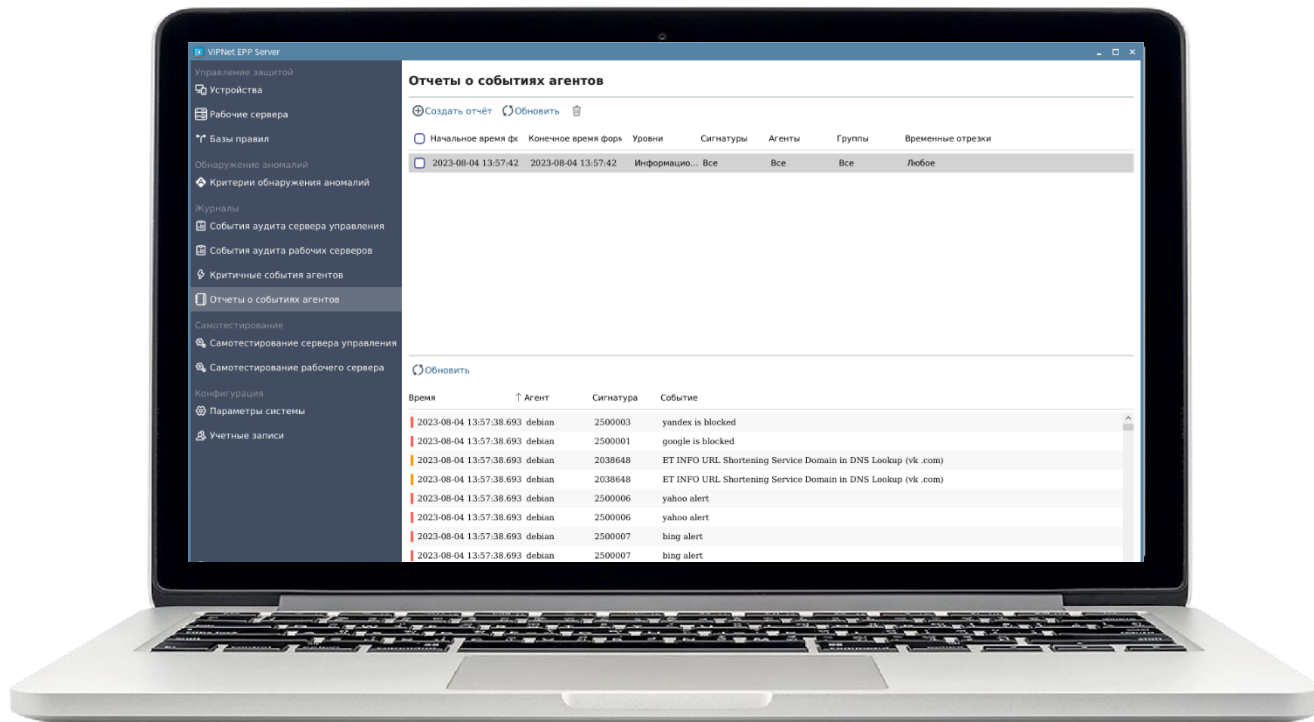 ViPNet EPP Server
Управление защитой
Устройства
Рабочие сервера
Базы правил
Обнаружение аномалий
Критерии обнаружения аномалий
Журналы
События аудита сервера управления
События аудита рабочих серверов
Критичные события агентов
Отчеты о событиях агентов
Самотестирование
Самотестирование сервера управления
Самотестирование рабочего сервера
Конфигурация
Параметры системы
Учетные записи
Отчеты о событиях агентов
Создать отчёт Обновить
Начальное время фо Конечное время форм Уровни Сигнатуры Агенты Группы Временные отрезки
2023-08-04 13:57:42 2023-08-04 13:57:42 Информацио... Все Все Все Любое
Обновить
Время ↑ Агент Сигнатура Событие
2023-08-04 13:57:38.693 debian 2500003 yandex is blocked
2023-08-04 13:57:38.693 debian 2500001 google is blocked
2023-08-04 13:57:38.693 debian 2038648 ET INFO URL Shortening Service Domain in DNS Lookup (vk .com)
2023-08-04 13:57:38.693 debian 2038648 ET INFO URL Shortening Service Domain in DNS Lookup (vk .com)
2023-08-04 13:57:38.693 debian 2500006 yahoo alert
2023-08-04 13:57:38.693 debian 2500006 yahoo alert
2023-08-04 13:57:38.693 debian 2500007 bing alert
2023-08-04 13:57:38.693 debian 2500007 bing alert